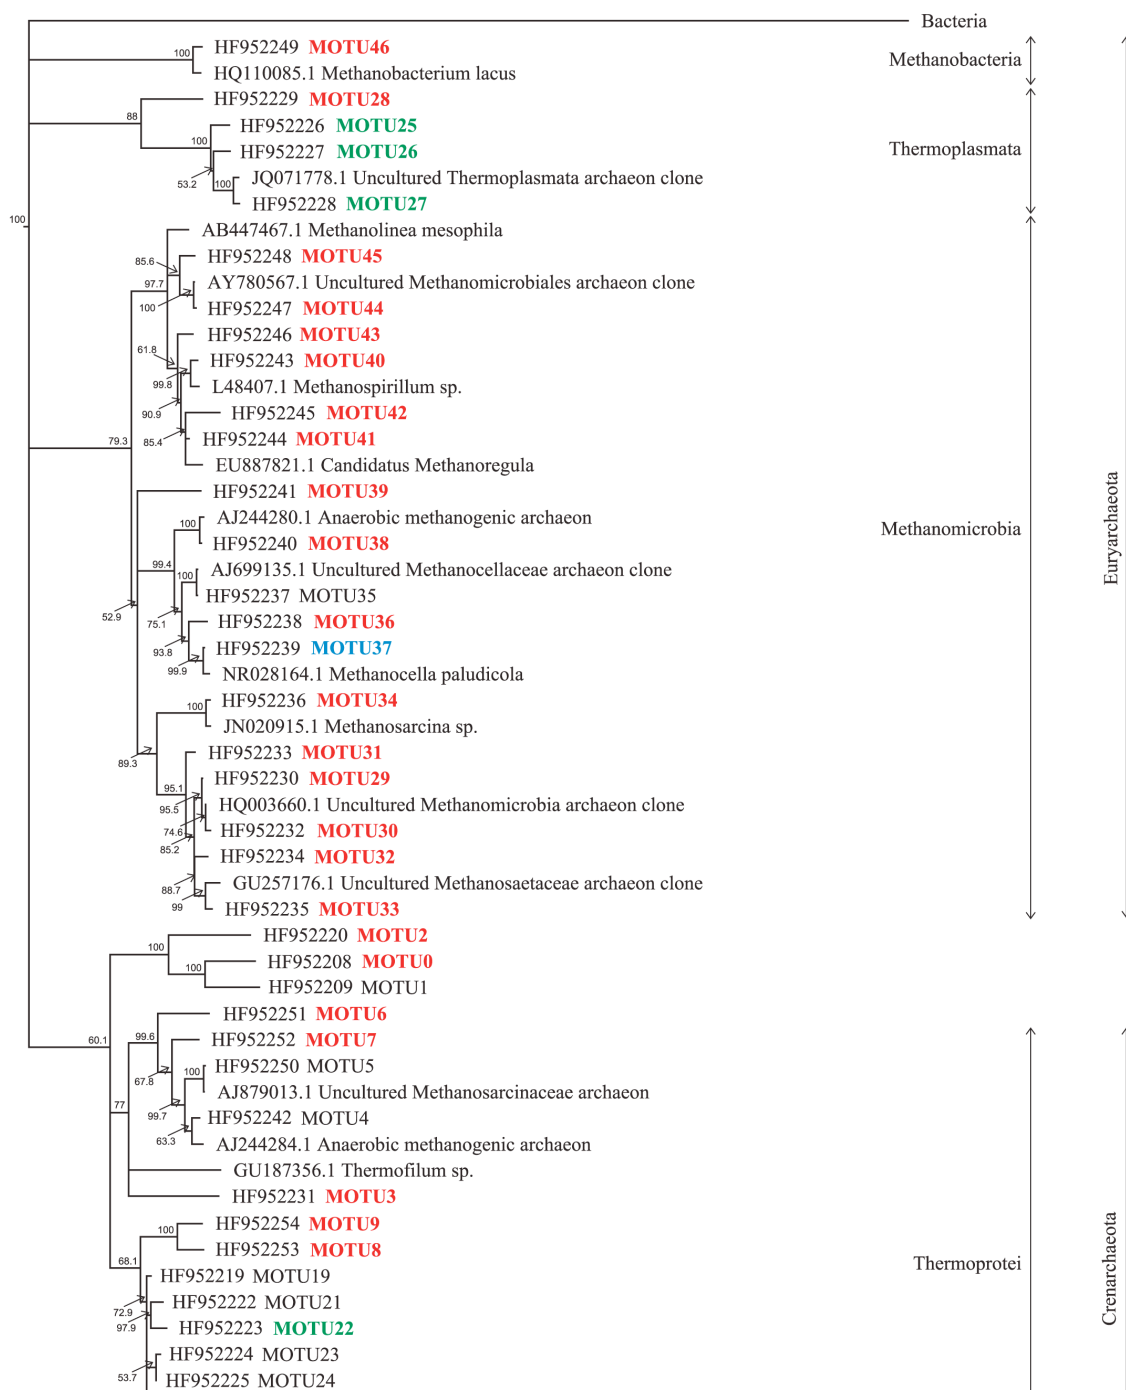 Bacteria
HF952249 MOTU46
100
Methanobacteria
HQ110085.1 Methanobacterium lacus
HF952229 MOTU28
88
HF952226 MOTU25
100
HF952227 MOTU26
Thermoplasmata
53.2
JQ071778.1 Uncultured Thermoplasmata archaeon clone
100
HF952228 MOTU27
100
AB447467.1 Methanolinea mesophila
HF952248 MOTU45
85.6
97.7
AY780567.1 Uncultured Methanomicrobiales archaeon clone
100
HF952247 MOTU44
HF952246 MOTU43
61.8
HF952243 MOTU40
99.8
L48407.1 Methanospirillum sp.
90.9
HF952245 MOTU42
79.3
85.4
HF952244 MOTU41
EU887821.1 Candidatus Methanoregula
HF952241 MOTU39
AJ244280.1 Anaerobic methanogenic archaeon
100
Methanomicrobia
HF952240 MOTU38
Euryarchaeota
99.4
AJ699135.1 Uncultured Methanocellaceae archaeon clone
100
HF952237 MOTU35
52.9
75.1
HF952238 MOTU36
93.8
HF952239 MOTU37
99.9
NR028164.1 Methanocella paludicola
HF952236 MOTU34
100
JN020915.1 Methanosarcina sp.
89.3
HF952233 MOTU31
95.1
HF952230 MOTU29
95.5
HQ003660.1 Uncultured Methanomicrobia archaeon clone
74.6
HF952232 MOTU30
85.2
HF952234 MOTU32
88.7
GU257176.1 Uncultured Methanosaetaceae archaeon clone
99
HF952235 MOTU33
HF952220 MOTU2
100
HF952208 MOTU0
100
HF952209 MOTU1
HF952251 MOTU6
60.1
99.6
HF952252 MOTU7
67.8
HF952250 MOTU5
100
AJ879013.1 Uncultured Methanosarcinaceae archaeon
77
99.7
HF952242 MOTU4
63.3
AJ244284.1 Anaerobic methanogenic archaeon
GU187356.1 Thermofilum sp.
HF952231 MOTU3
HF952254 MOTU9
100
HF952253 MOTU8
68.1
Thermoprotei
Crenarchaeota
HF952219 MOTU19
72.9
HF952222 MOTU21
97.9
HF952223 MOTU22
HF952224 MOTU23
53.7
HF952225 MOTU24